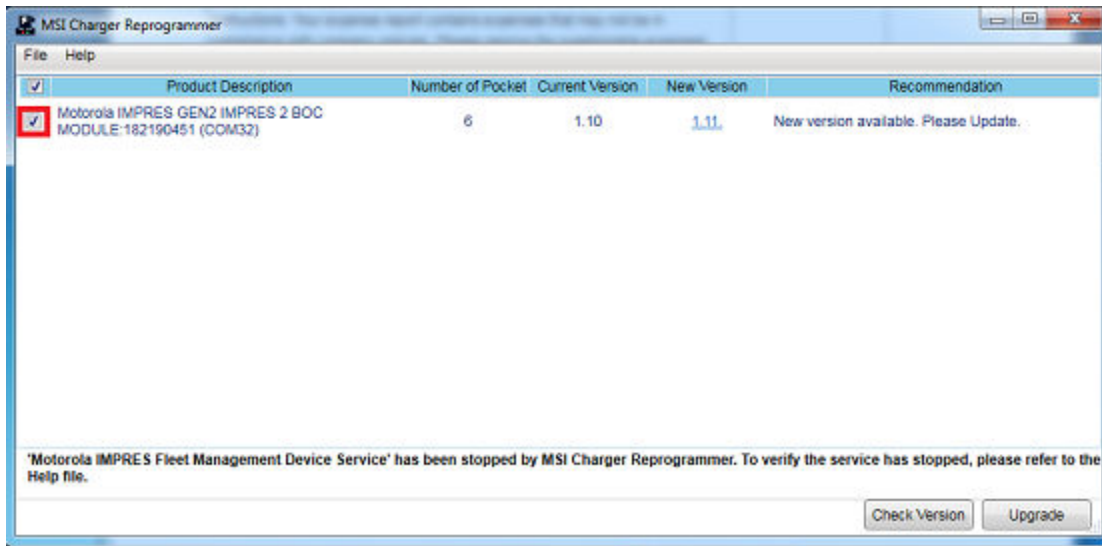 MSI Charger Reprogrammer
File Help
Product Description Number of Pocket Current Version New Version Recommendation
Motorola IMPRES GEN2 IMPRES 2 BOC
MODULE:182190451 (COM32) 6 1.10 1.11. New version available. Please Update.
'Motorola IMPRES Fleet Management Device Service' has been stopped by MSI Charger Reprogrammer. To verify the service has stopped, please refer to the
Help file.
Check Version Upgrade